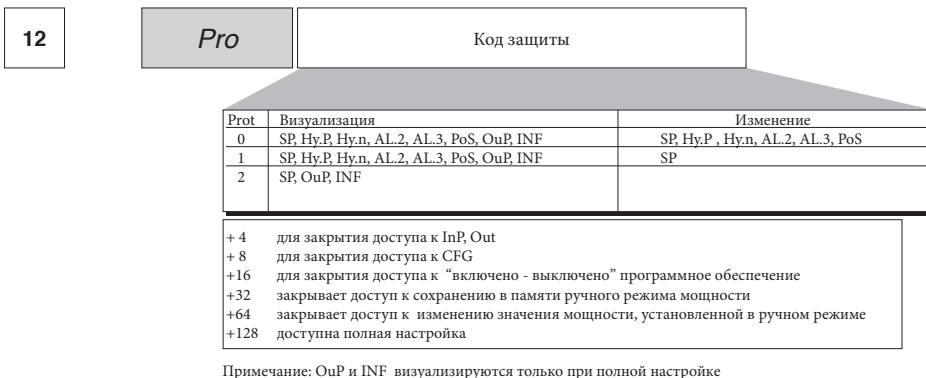 12 Pro Код защиты
Prot Визуализация Изменение
0 SP, Hy.P, Hy.n, AL.2, AL.3, PoS, OuP, INF SP, Hy.P , Hy.n, AL.2, AL.3, PoS
1 SP, Hy.P, Hy.n, AL.2, AL.3, PoS, OuP, INF SP
2 SP, OuP, INF
+ 4 для закрытия доступа к InP, Out
+ 8 для закрытия доступа к CFG
+16 для закрытия доступа к “включено - выключено” программное обеспечение
+32 закрывает доступ к сохранению в памяти ручного режима мощности
+64 закрывает доступ к изменению значения мощности, установленной в ручном режиме
+128 доступна полная настройка
Примечание: OuP и INF визуализируются только при полной настройке